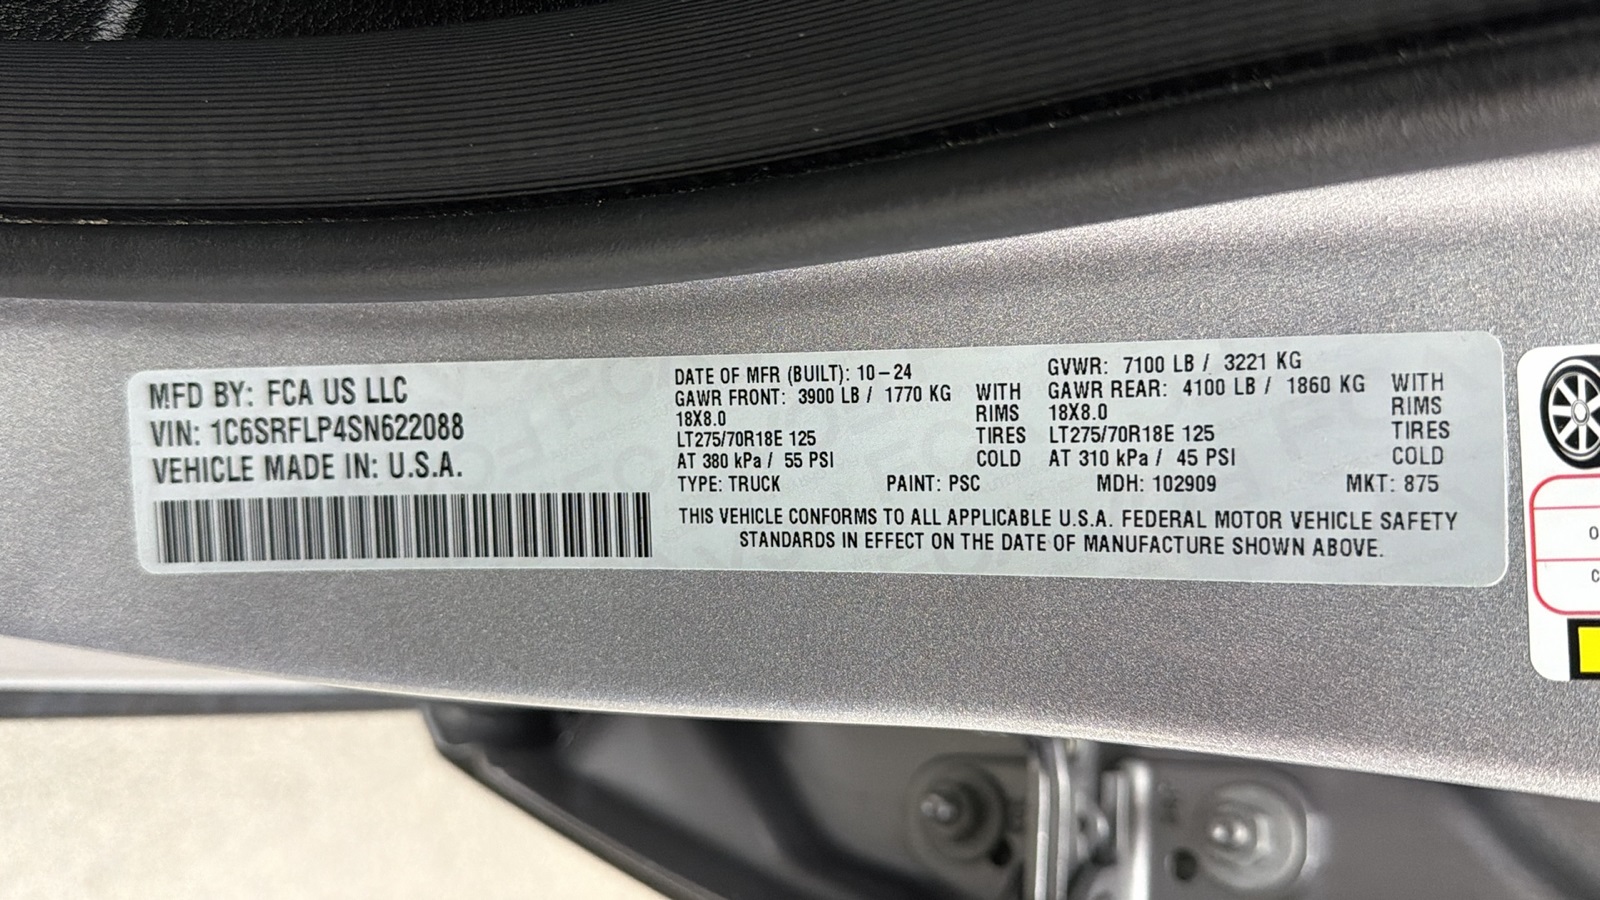 MFD BY: FCA US LLC
VIN: 1C6SRFLP4SN622088
VEHICLE MADE IN: U.S.A.
DATE OF MFR (BUILT): 10-24
GVWR: 7100 LB / 3221 KG
GAWR FRONT: 3900 LB / 1770 KG WITH
18X8.0 RIMS
LT275/70R18E 125 TIRES
AT 380 kPa / 55 PSI COLD
GAWR REAR: 4100 LB / 1860 KG WITH
18X8.0 RIMS
LT275/70R18E 125 TIRES
AT 310 kPa / 45 PSI COLD
TYPE: TRUCK PAINT: PSC MDH: 102909 MKT: 875
THIS VEHICLE CONFORMS TO ALL APPLICABLE U.S.A. FEDERAL MOTOR VEHICLE SAFETY
STANDARDS IN EFFECT ON THE DATE OF MANUFACTURE SHOWN ABOVE.